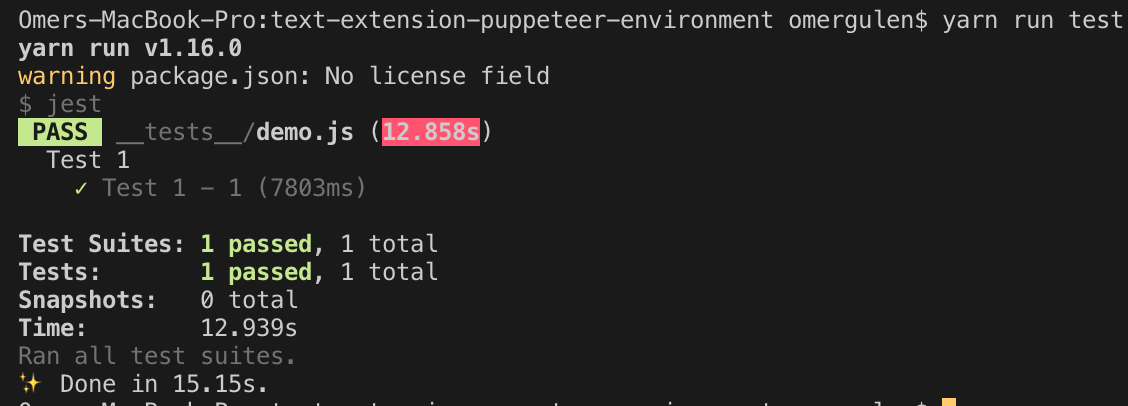 Omers-MacBook-Pro:text-extension-puppeteer-environment omergulen$ yarn run test
yarn run v1.16.0
warning package.json: No license field
$ jest
PASS __tests__/demo.js (12.858s)
Test 1
✓ Test 1 - 1 (7803ms)
Test Suites: 1 passed, 1 total
Tests: 1 passed, 1 total
Snapshots: 0 total
Time: 12.939s
Ran all test suites.
✨ Done in 15.15s.